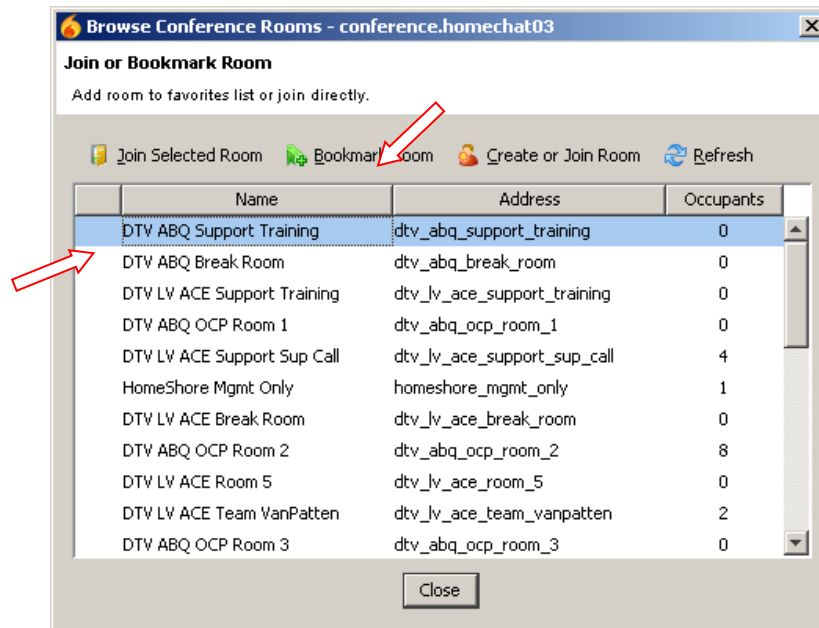 Browse Conference Rooms - conference.homechat03
Join or Bookmark Room
Add room to favorites list or join directly.
Join Selected Room Bookmark Room Create or Join Room Refresh
Name Address Occupants
DTV ABQ Support Training dtv_abq_support_training 0
DTV ABQ Break Room dtv_abq_break_room 0
DTV LV ACE Support Training dtv_lv_ace_support_training 0
DTV ABQ OCP Room 1 dtv_abq_ocp_room_1 0
DTV LV ACE Support Sup Call dtv_lv_ace_support_sup_call 4
HomeShore Mgmt Only homeshore_mgmt_only 1
DTV LV ACE Break Room dtv_lv_ace_break_room 0
DTV ABQ OCP Room 2 dtv_abq_ocp_room_2 8
DTV LV ACE Room 5 dtv_lv_ace_room_5 0
DTV LV ACE Team VanPatten dtv_lv_ace_team_vanpatten 2
DTV ABQ OCP Room 3 dtv_abq_ocp_room_3 0
Close